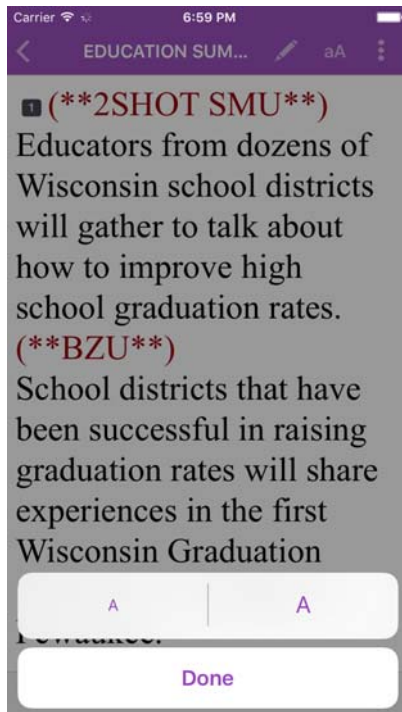 Carrier 6:59 PM
EDUCATION SUM... aA
1 (**2SHOT SMU**)
Educators from dozens of
Wisconsin school districts
will gather to talk about
how to improve high
school graduation rates.
(**BZU**)
School districts that have
been successful in raising
graduation rates will share
experiences in the first
Wisconsin Graduation
A A
Done